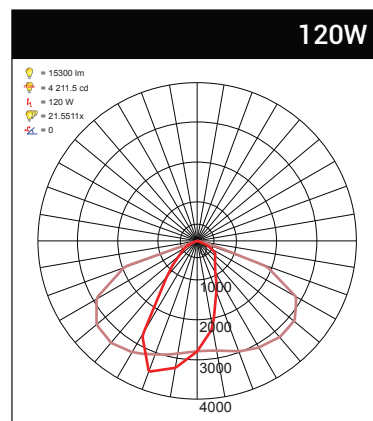 120W
= 15300 lm
= 4 211.5 cd
= 120 W
= 21.5511x
= 0
1000
2000
3000
4000